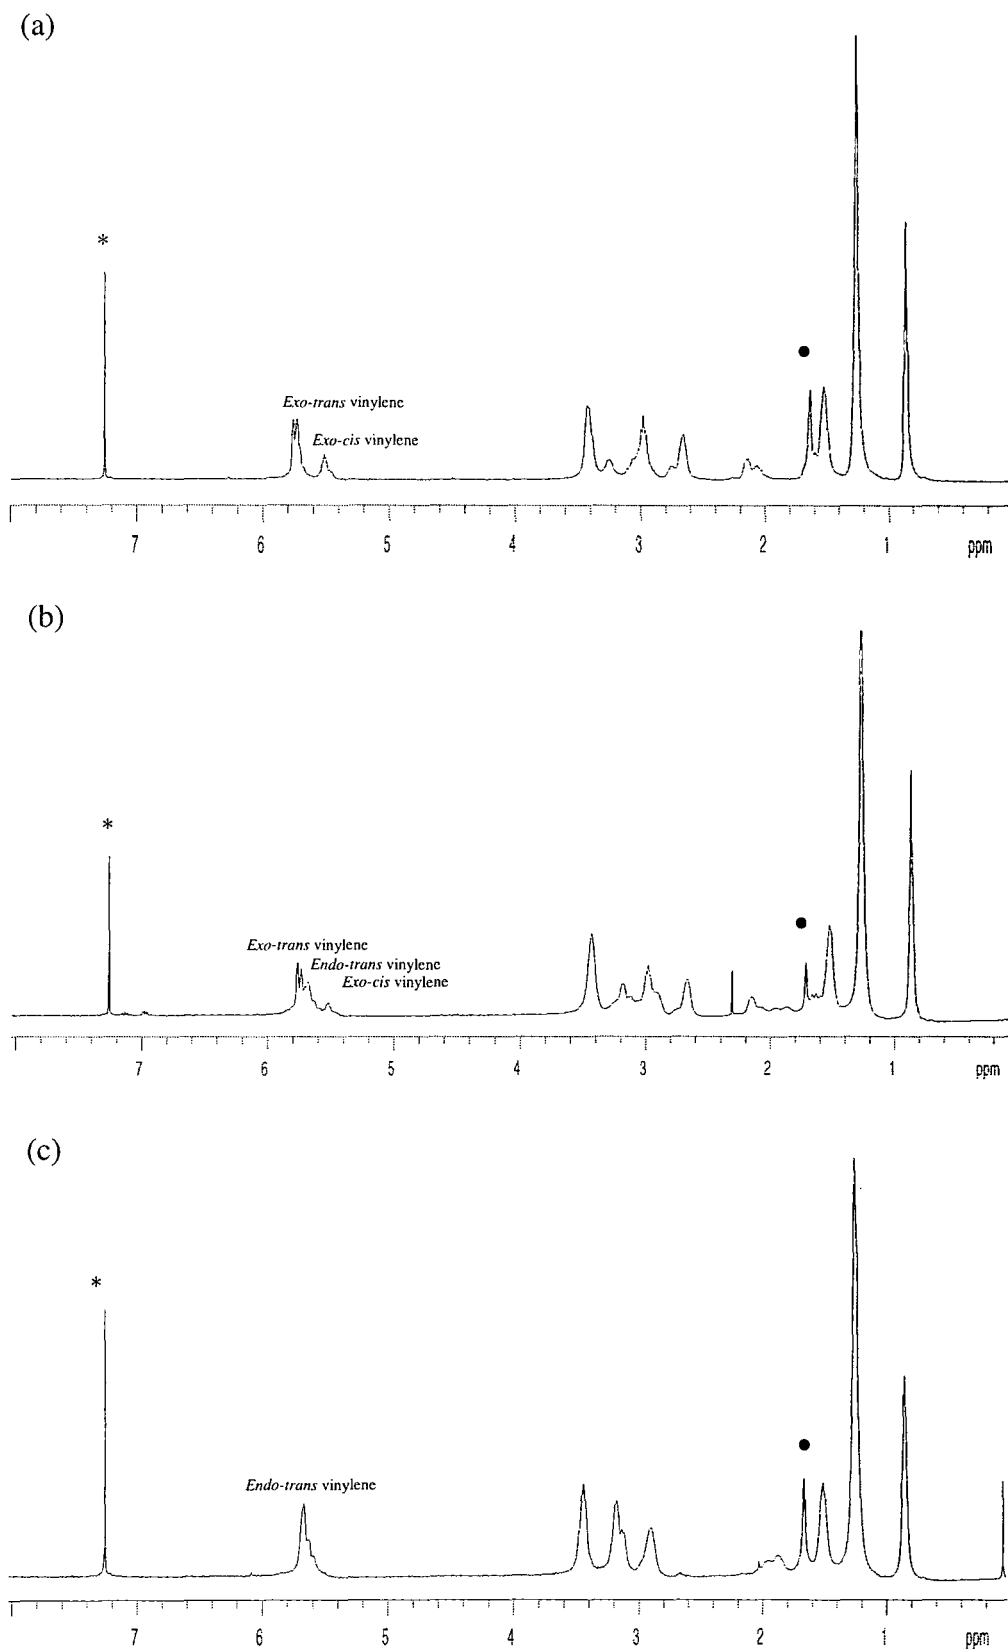 (a)
*
●
Exo-trans vinylene
Exo-cis vinylene
7 6 5 4 3 2 1 ppm
(b)
*
●
Exo-trans vinylene
Endo-trans vinylene
Exo-cis vinylene
7 6 5 4 3 2 1 ppm
(c)
*
●
Endo-trans vinylene
7 6 5 4 3 2 1 ppm